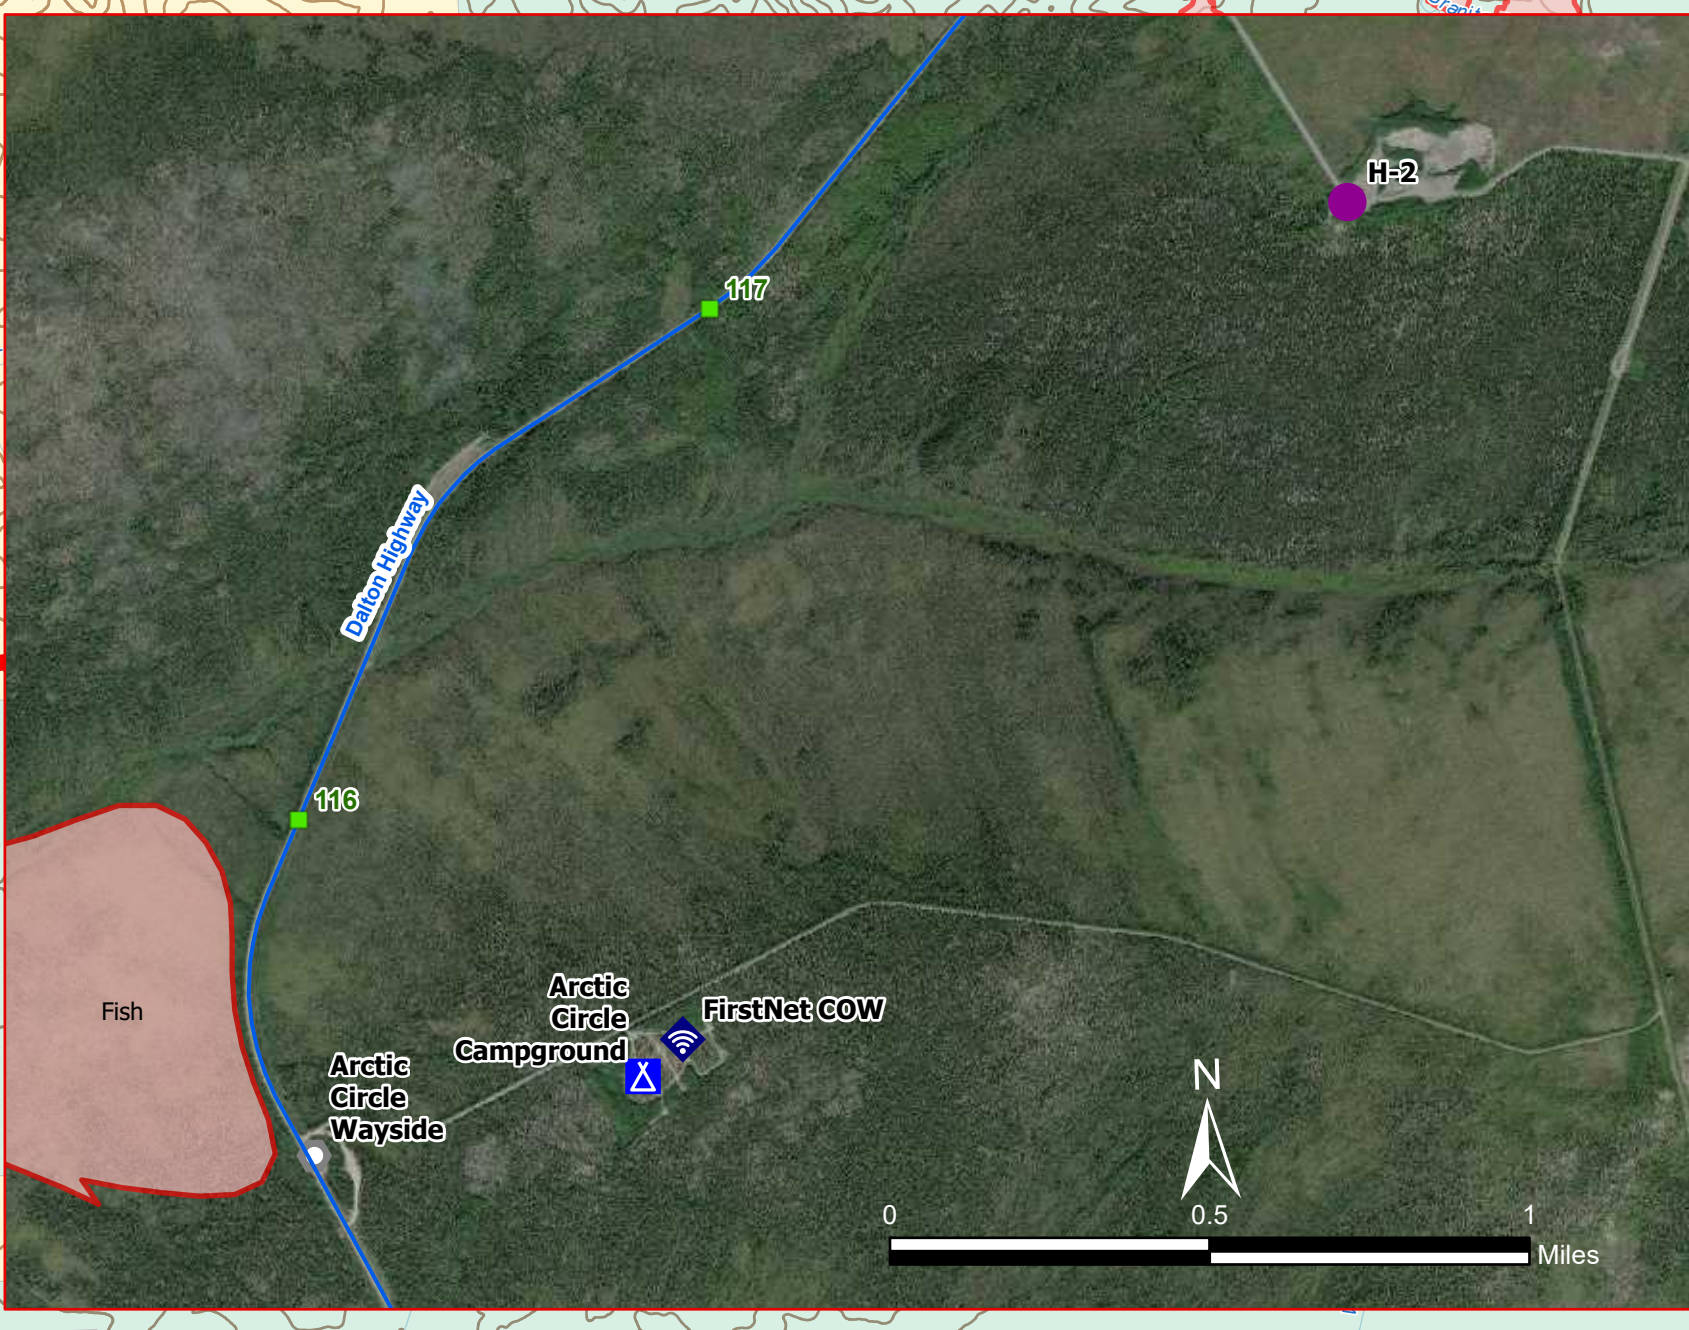 H-2
117
Dalton Highway
116
Arctic
Circle
Campground
FirstNet COW
Fish
Arctic
Circle
Wayside
N
0 0.5 1
Miles